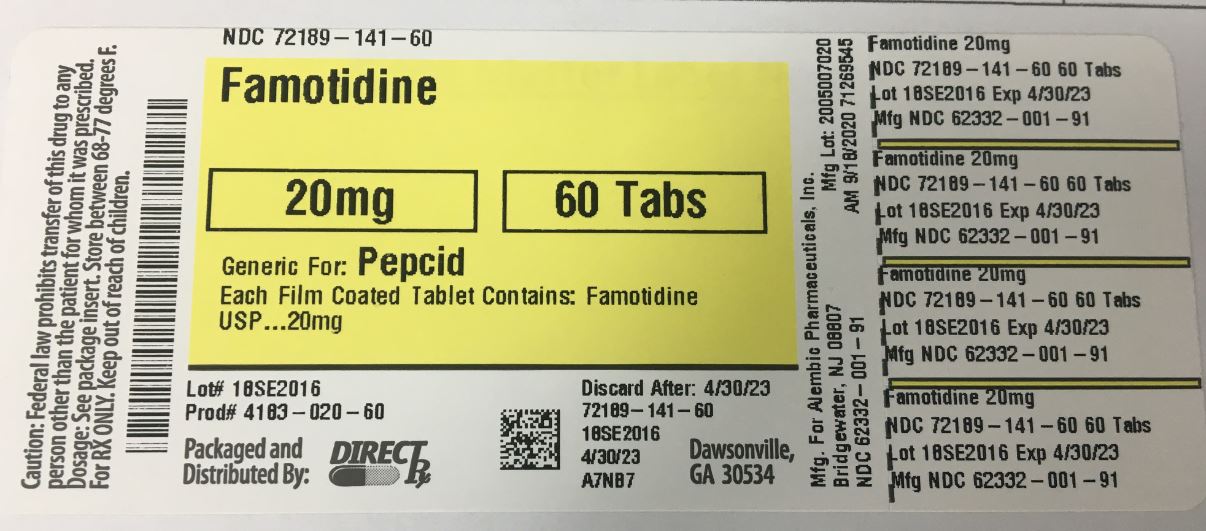 Caution: Federal law prohibits transfer of this drug to any
person other than the patient for whom it was prescribed.
Dosage: See package insert. Store between 68-77 degrees F.
For RX ONLY. Keep out of reach of children.
NDC 72189-141-60
Famotidine
20mg
60 Tabs
Generic For: Pepcid
Each Film Coated Tablet Contains: Famotidine
USP...20mg
Lot# 18SE2016
Prod# 4183-020-60
Packaged and
Distributed By:
DIRECT Rx
Discard After: 4/30/23
72189-141-60
18SE2016
4/30/23
A7NB7
Dawsonville,
GA 30534
Mfg. For Alembic Pharmaceuticals, Inc.
Bridgewater, NJ 08807
NDC 62332-001-91
Mfg Lot: 2005007020
AM 9/18/2020 71269545
Famotidine 20mg
NDC 72189-141-60 60 Tabs
Lot 18SE2016 Exp 4/30/23
Mfg NDC 62332-001-91
Famotidine 20mg
NDC 72189-141-60 60 Tabs
Lot 18SE2016 Exp 4/30/23
Mfg NDC 62332-001-91
Famotidine 20mg
NDC 72189-141-60 60 Tabs
Lot 18SE2016 Exp 4/30/23
Mfg NDC 62332-001-91
Famotidine 20mg
NDC 72189-141-60 60 Tabs
Lot 18SE2016 Exp 4/30/23
Mfg NDC 62332-001-91